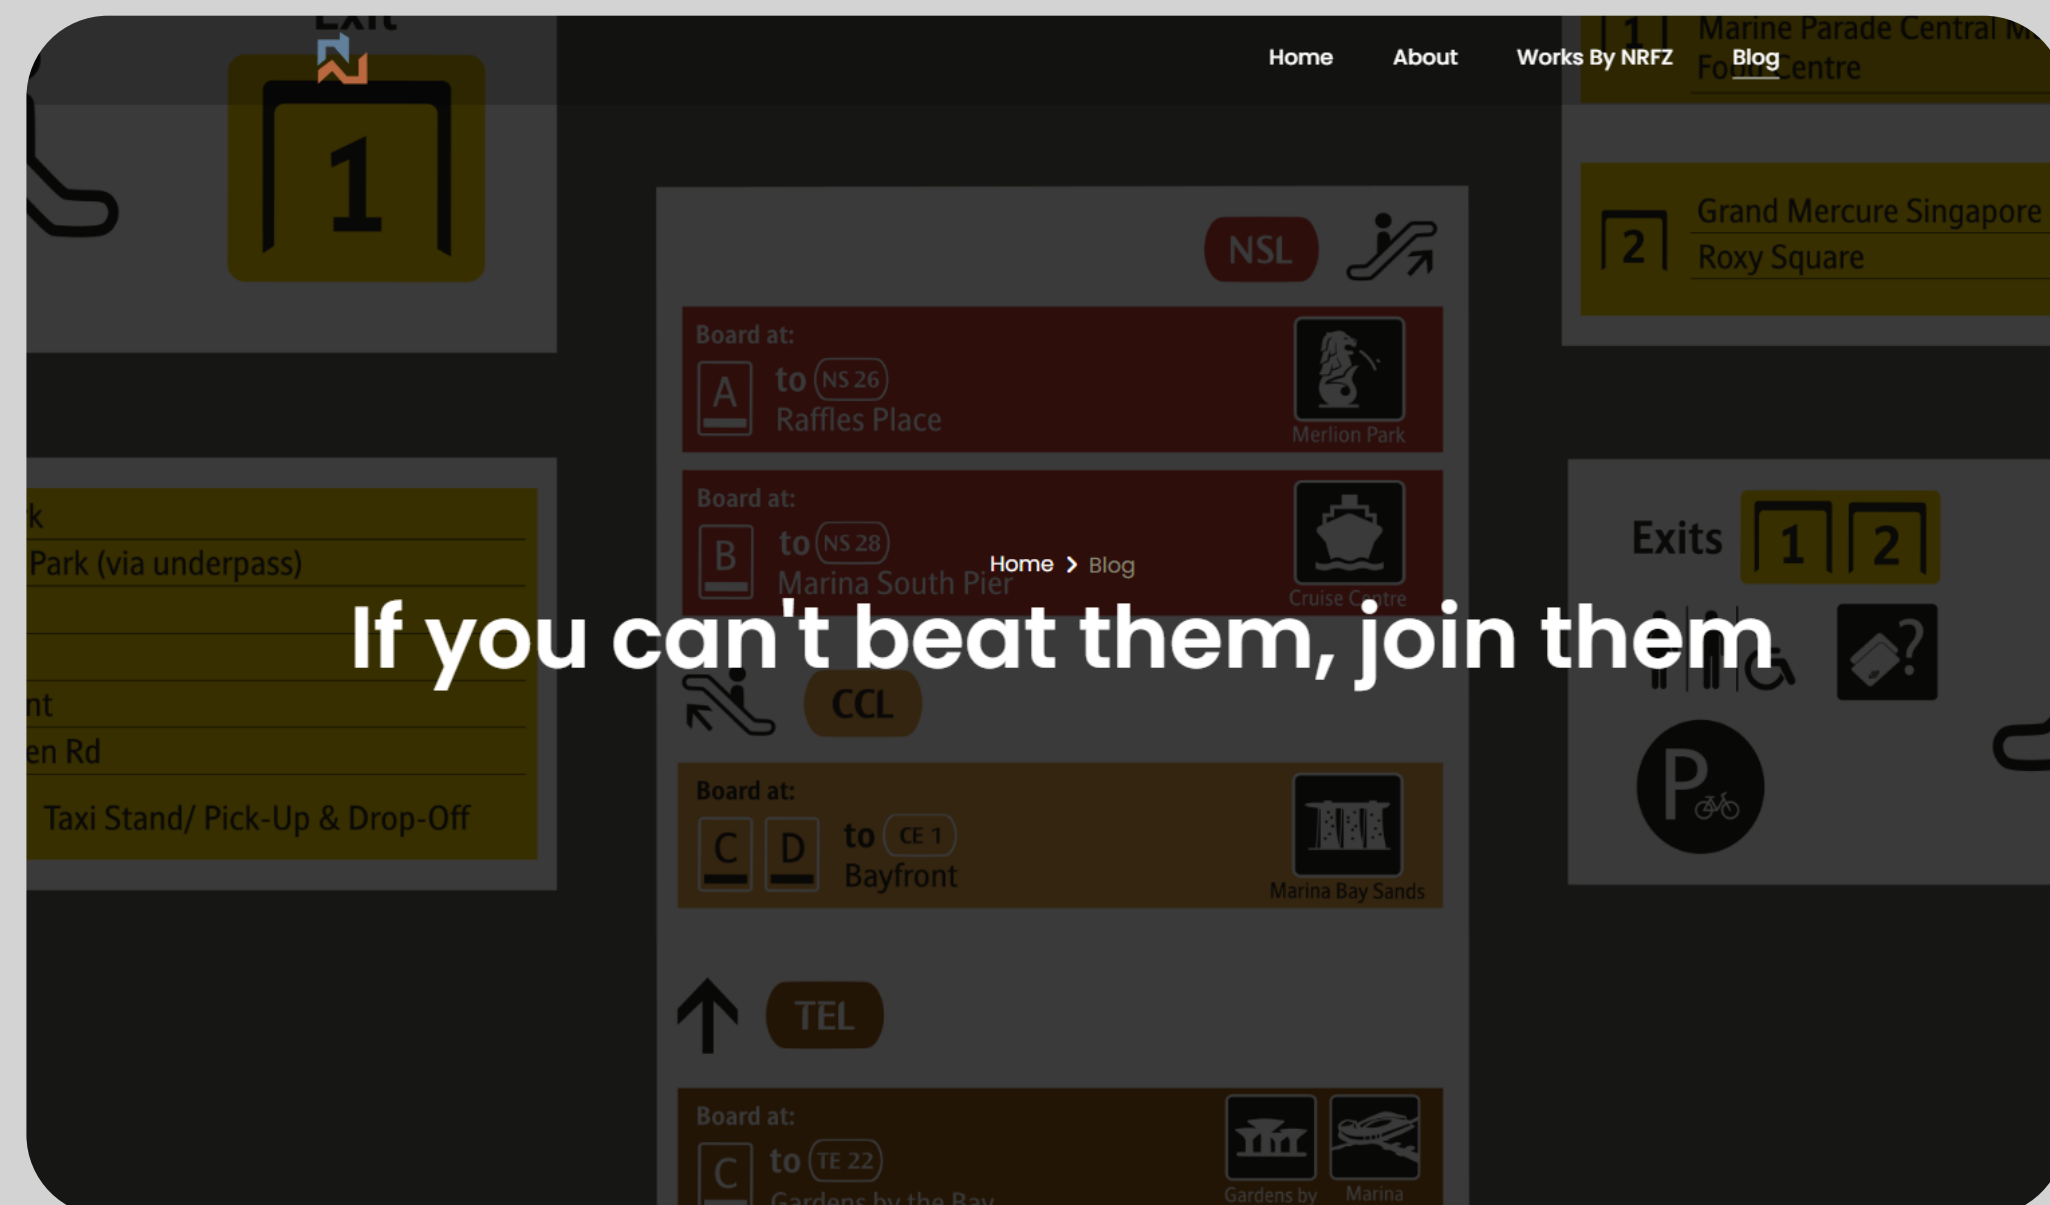 Exit
Home About Works By NRFZ Blog
1
1
Marine Parade Central M
Food Centre
2
Grand Mercure Singapore
Roxy Square
NSL
Board at:
A to NS 26
Raffles Place
Merlion Park
Board at:
B to NS 28
Marina South Pier
Cruise Centre
k
Park (via underpass)
nt
en Rd
Taxi Stand/ Pick-Up & Drop-Off
Exits 1 2
Home > Blog
If you can't beat them, join them
?
P
CCL
Board at:
C D to CE 1
Bayfront
Marina Bay Sands
TEL
Board at:
C to TE 22
Gardens by the Bay
Gardens by
Marina